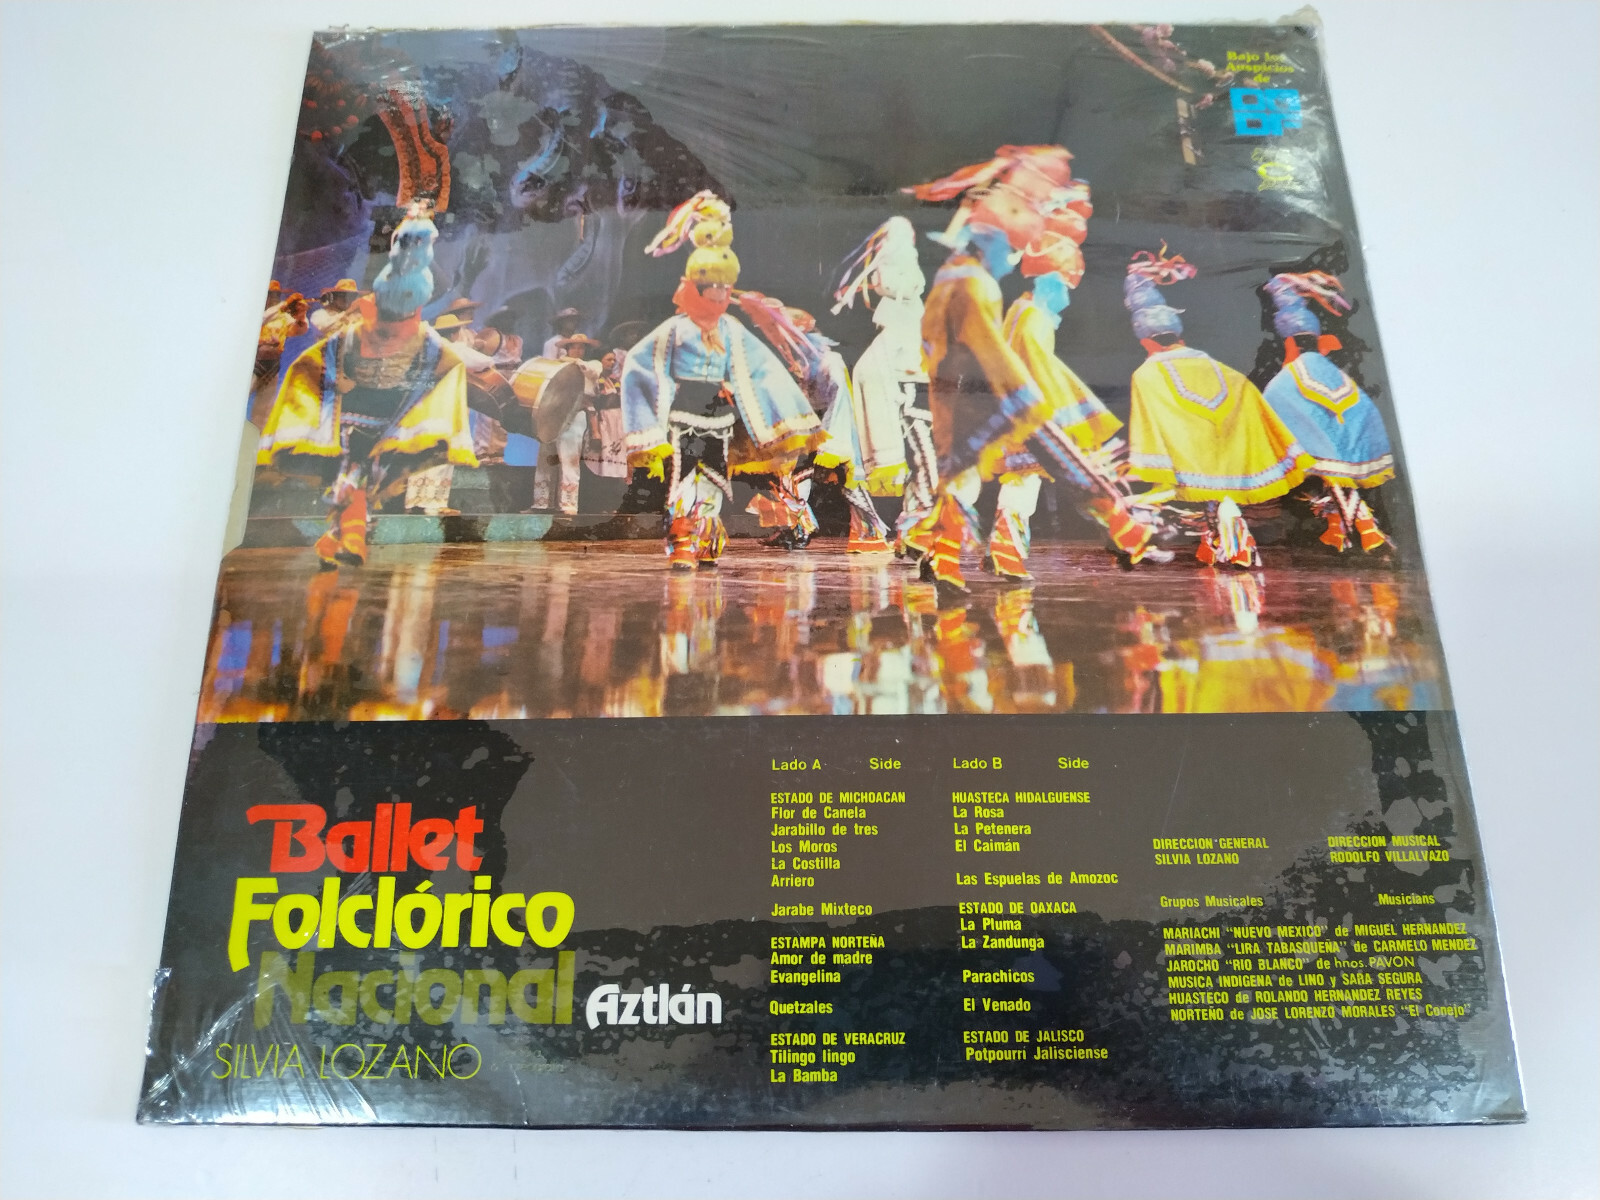 Bajo los
Auspicios
de
Ballet
Folclórico
Nacional
Aztlán
SILVIA LOZANO
Lado A Side
ESTADO DE MICHOACAN
Flor de Canela
Jarabillo de tres
Los Moros
La Costilla
Arriero
Jarabe Mixteco
ESTAMPA NORTEÑA
Amor de madre
Evangelina
Quetzales
ESTADO DE VERACRUZ
Tilingo lingo
La Bamba
Lado B Side
HUASTECA HIDALGUENSE
La Rosa
La Petenera
El Caimán
Las Espuelas de Amozoc
ESTADO DE OAXACA
La Pluma
La Zandunga
Parachicos
El Venado
ESTADO DE JALISCO
Potpourri Jalisciense
DIRECCION GENERAL
SILVIA LOZANO
DIRECCION MUSICAL
RODOLFO VILLALVAZO
Grupos Musicales Musicians
MARIACHI "NUEVO MEXICO" de MIGUEL HERNANDEZ
MARIMBA "LIRA TABASQUEÑA" de CARMELO MENDEZ
JAROCHO "RIO BLANCO" de hnos. PAVON
MUSICA INDIGENA de LINO y SARA SEGURA
HUASTECO de ROLANDO HERNANDEZ REYES
NORTEÑO de JOSE LORENZO MORALES "El Conejo"